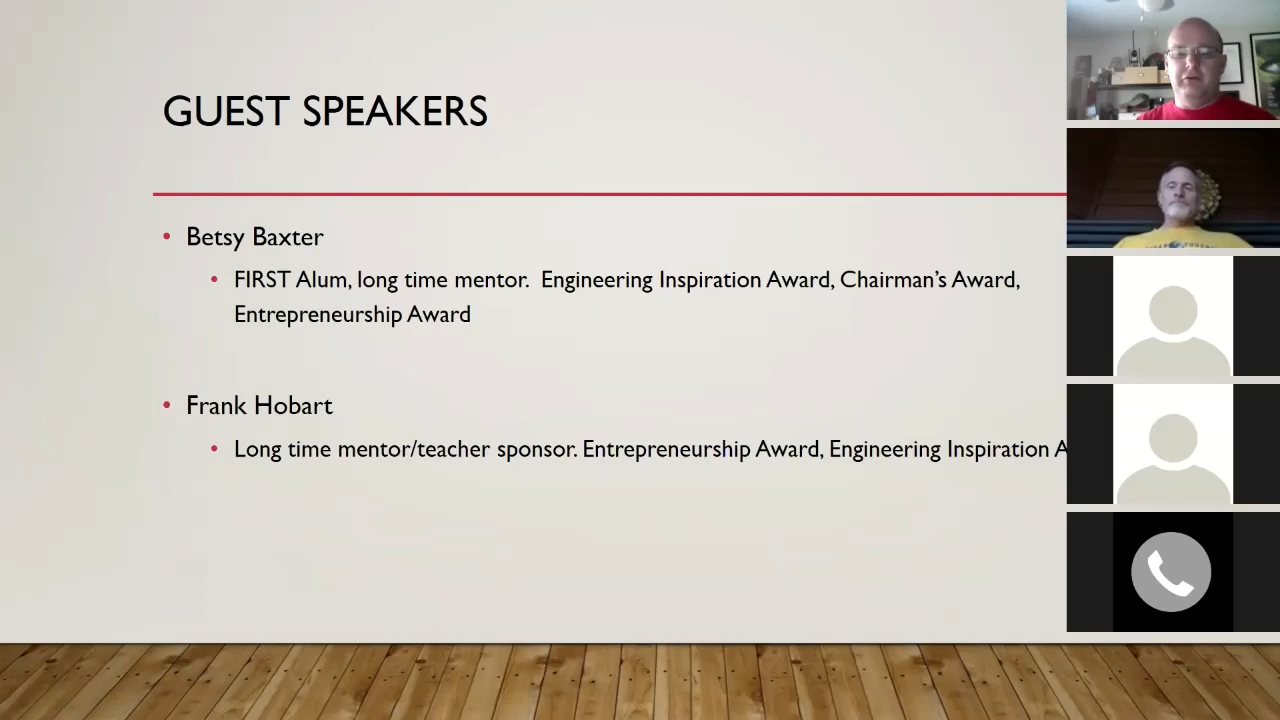 GUEST SPEAKERS
• Betsy Baxter
• FIRST Alum, long time mentor.  Engineering Inspiration Award, Chairman’s Award,
Entrepreneurship Award
• Frank Hobart
• Long time mentor/teacher sponsor. Entrepreneurship Award, Engineering Inspiration A